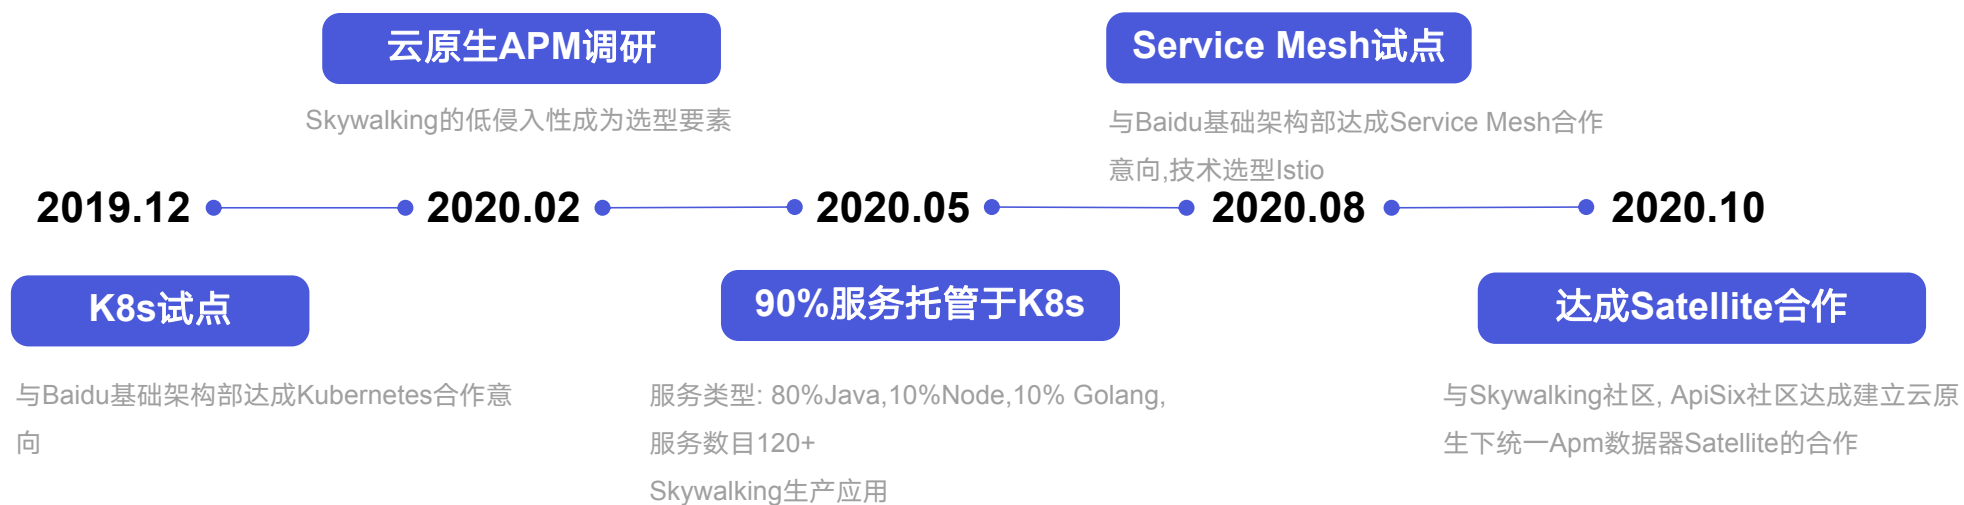 云原生APM调研
Service Mesh试点
Skywalking的低侵入性成为选型要素
与Baidu基础架构部达成Service Mesh合作
意向,技术选型Istio
2019.12
2020.02
2020.05
2020.08
2020.10
K8s试点
90%服务托管于K8s
达成Satellite合作
与Baidu基础架构部达成Kubernetes合作意
向
服务类型: 80%Java,10%Node,10% Golang,
服务数目120+
Skywalking生产应用
与Skywalking社区, ApiSix社区达成建立云原
生下统一Apm数据器Satellite的合作